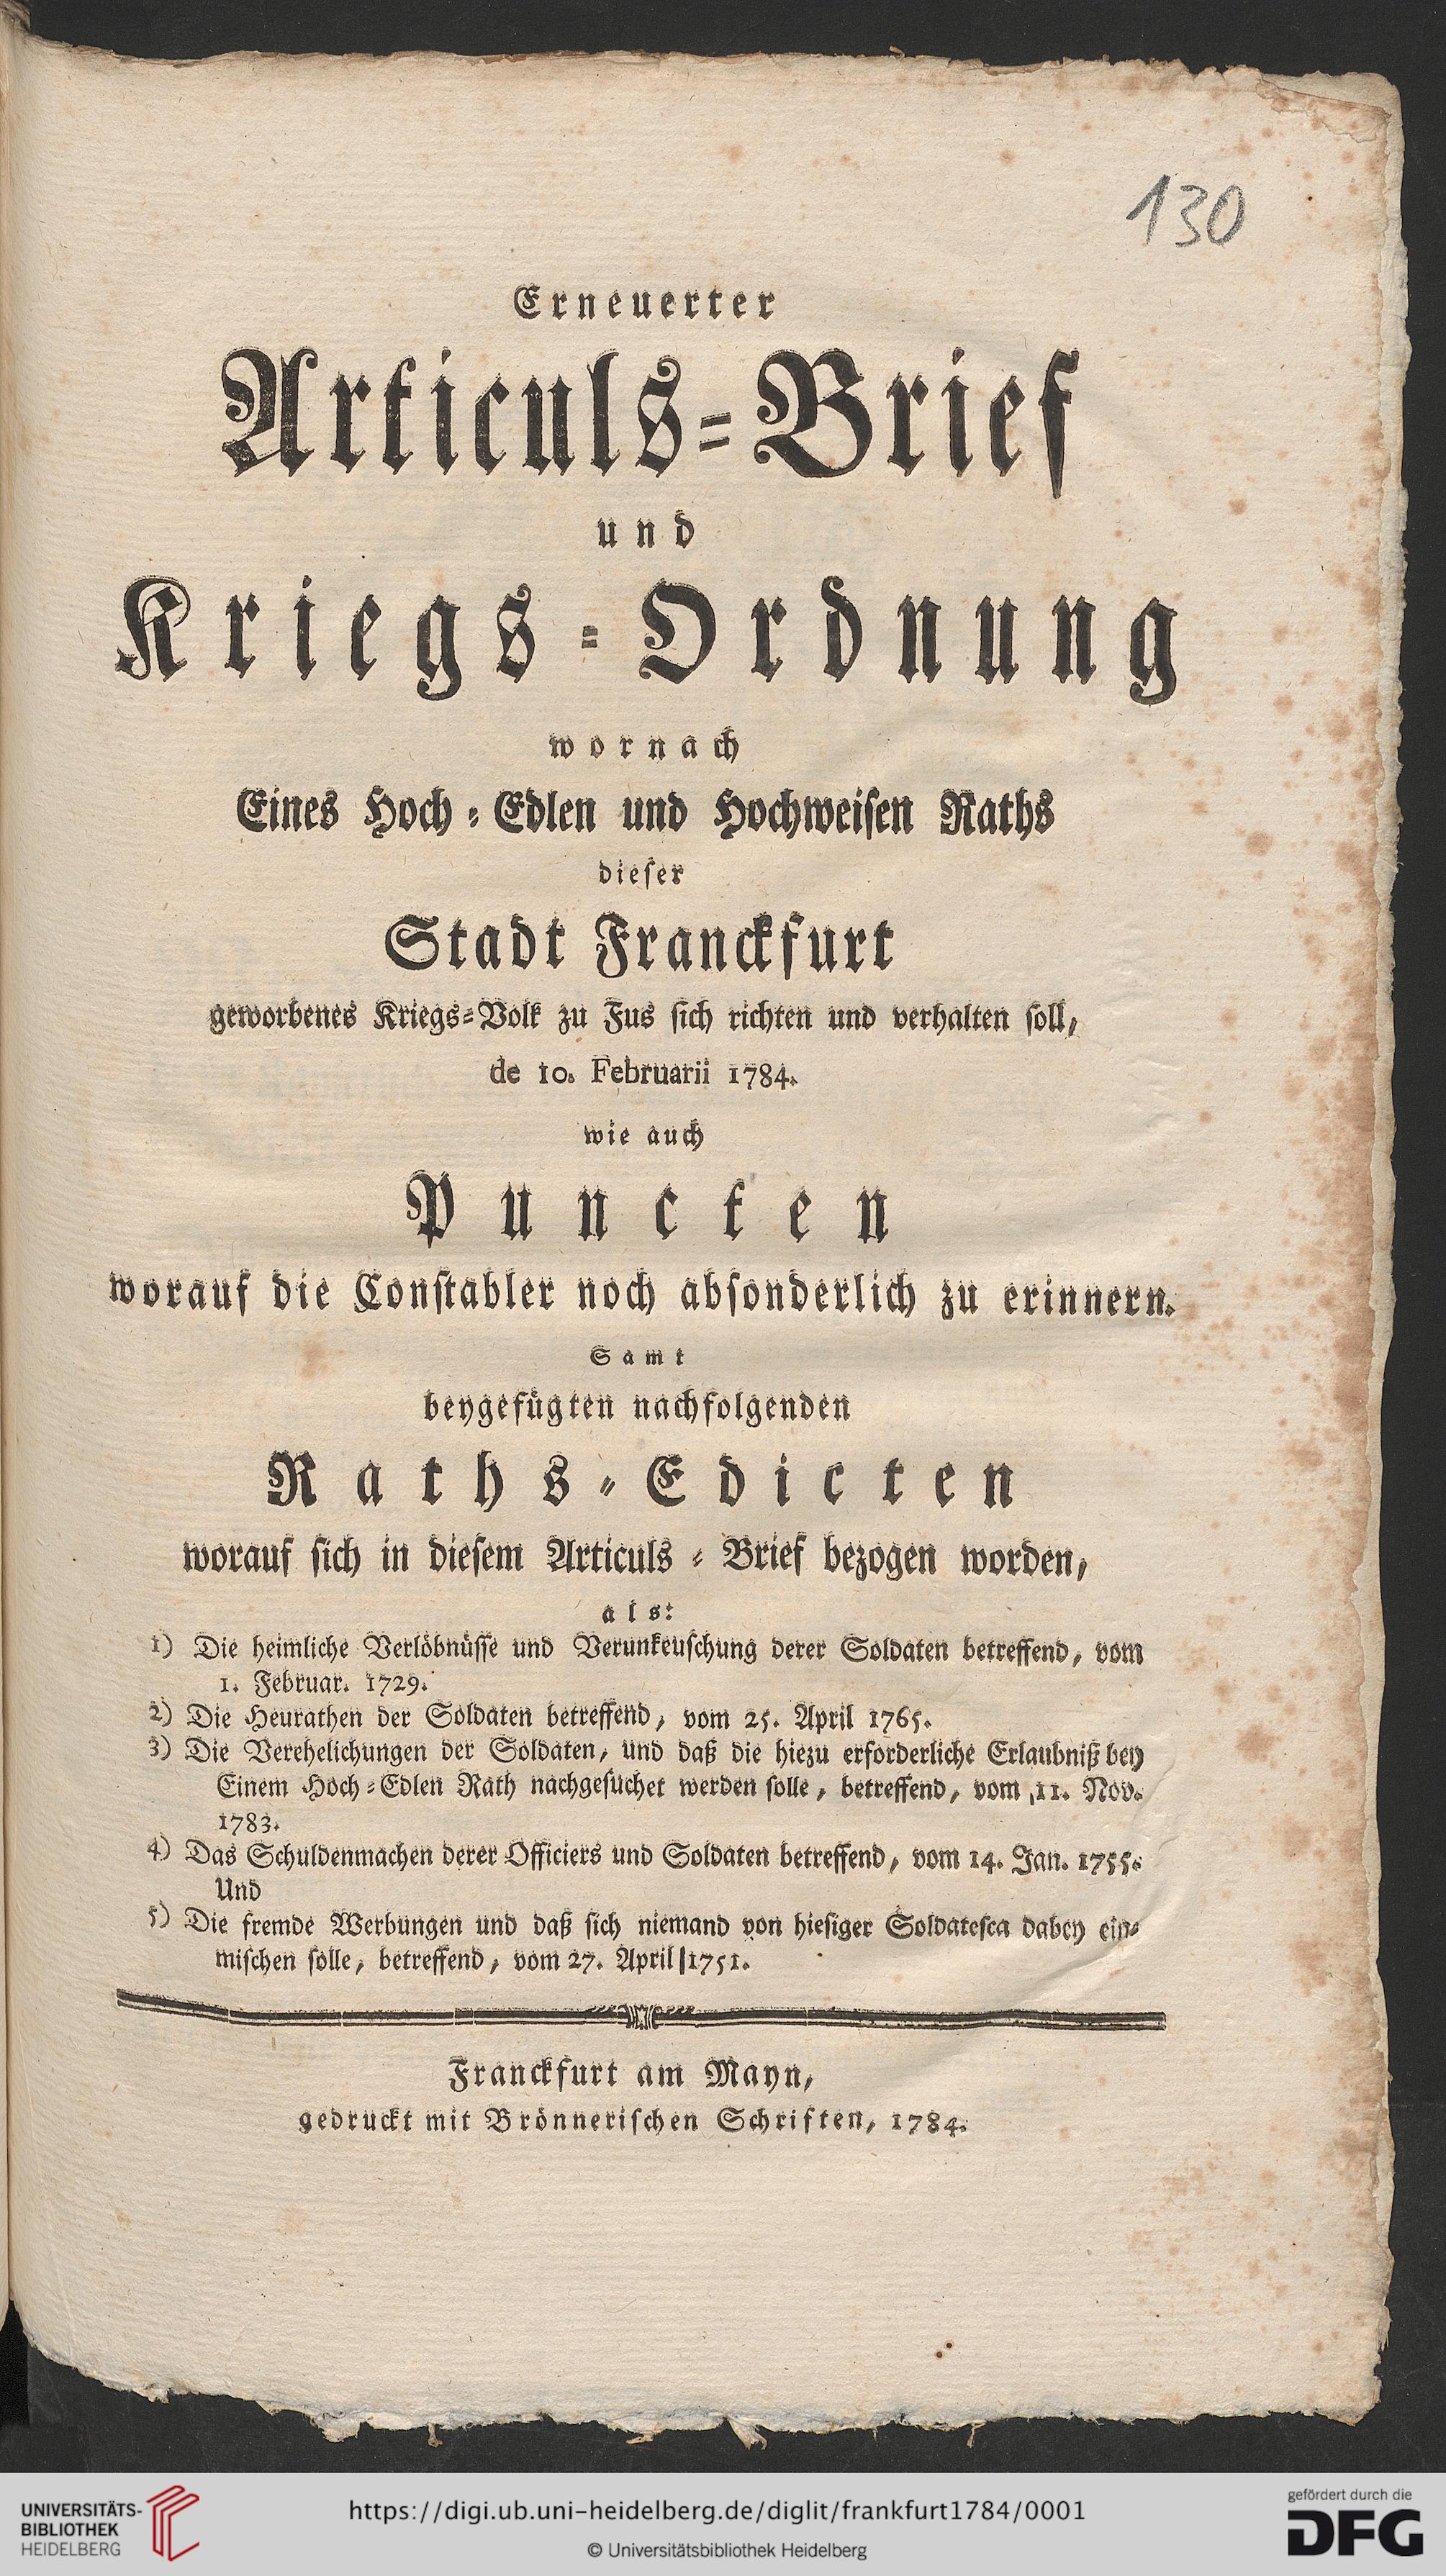 130
Erneuerter
Articuls=Brief
und
Kriegs=Ordnung
wornach
Eines Hoch=Edlen und Hochweisen Raths
dieser
Stadt Franckfurt
geworbenes Kriegs=Volk zu Fus sich richten und verhalten soll,
de 10. Februarii 1784.
wie auch
Puncten
worauf die Constabler noch absonderlich zu erinnern.
Samt
beygefügten nachfolgenden
Raths=Edicten
worauf sich in diesem Articuls=Brief bezogen worden,
als:
1) Die heimliche Verlöbnüsse und Verunkeuschung derer Soldaten betreffend, vom
1. Februar. 1729.
2) Die Heurathen der Soldaten betreffend, vom 25. April 1765.
3) Die Verehelichungen der Soldaten, und daß die hiezu erforderliche Erlaubniß bey
Einem Hoch=Edlen Rath nachgesuchet werden solle, betreffend, vom 11. Nov.
1783.
4) Das Schuldenmachen derer Officiers und Soldaten betreffend, vom 14. Jan. 1755.
Und
5) Die fremde Werbungen und daß sich niemand von hiesiger Soldatesca dabey ein=
mischen solle, betreffend, vom 27. April 1751.
Franckfurt am Mayn,
gedruckt mit Brönnerischen Schriften, 1784.
UNIVERSITÄTS-
BIBLIOTHEK
HEIDELBERG
https://digi.ub.uni-heidelberg.de/diglit/frankfurt1784/0001
© Universitätsbibliothek Heidelberg
gefördert durch die
DFG